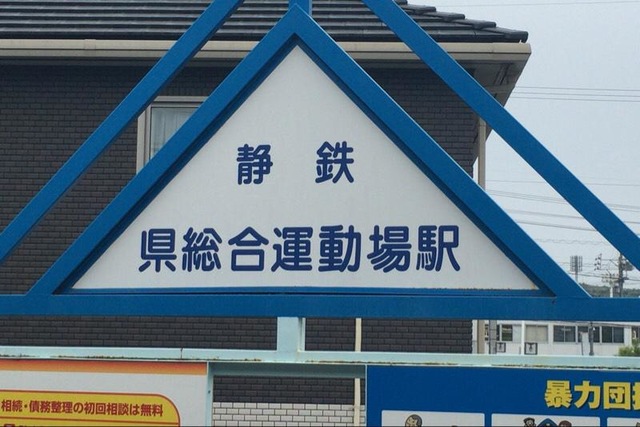 静 鉄
県総合運動場駅
相続・債務整理の初回相談は無料
暴力団